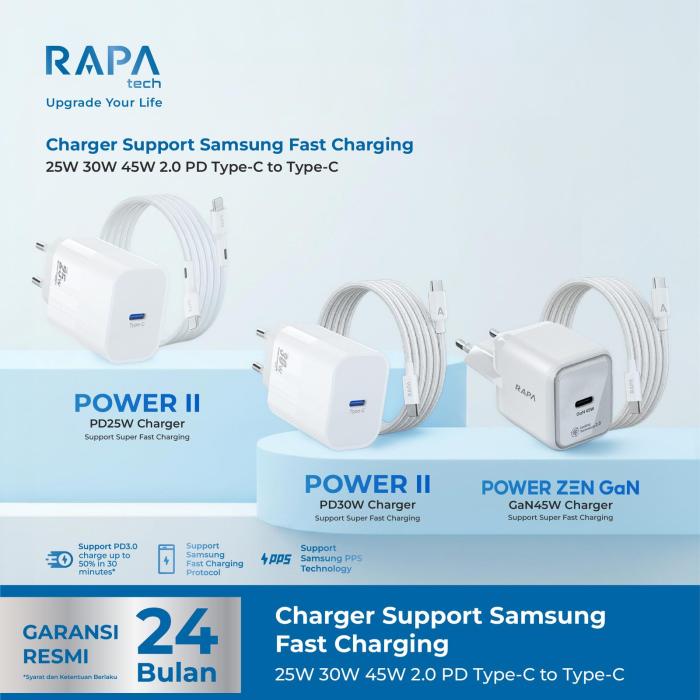 RAPA
tech
Upgrade Your Life
Charger Support Samsung Fast Charging
25W 30W 45W 2.0 PD Type-C to Type-C
Type-C
POWER II
PD25W Charger
Support Super Fast Charging
Type-C
POWER II
PD30W Charger
Support Super Fast Charging
RAPA
GaN 45W
POWER ZEN GaN
GaN45W Charger
Support Super Fast Charging
Support PD3.0
charge up to
50% in 30
minutes*
Support
Samsung
Fast Charging
Protocol
PPS
Support
Samsung PPS
Technology
GARANSI
RESMI
*Syarat dan Ketentuan Berlaku
24
Bulan
Charger Support Samsung
Fast Charging
25W 30W 45W 2.0 PD Type-C to Type-C